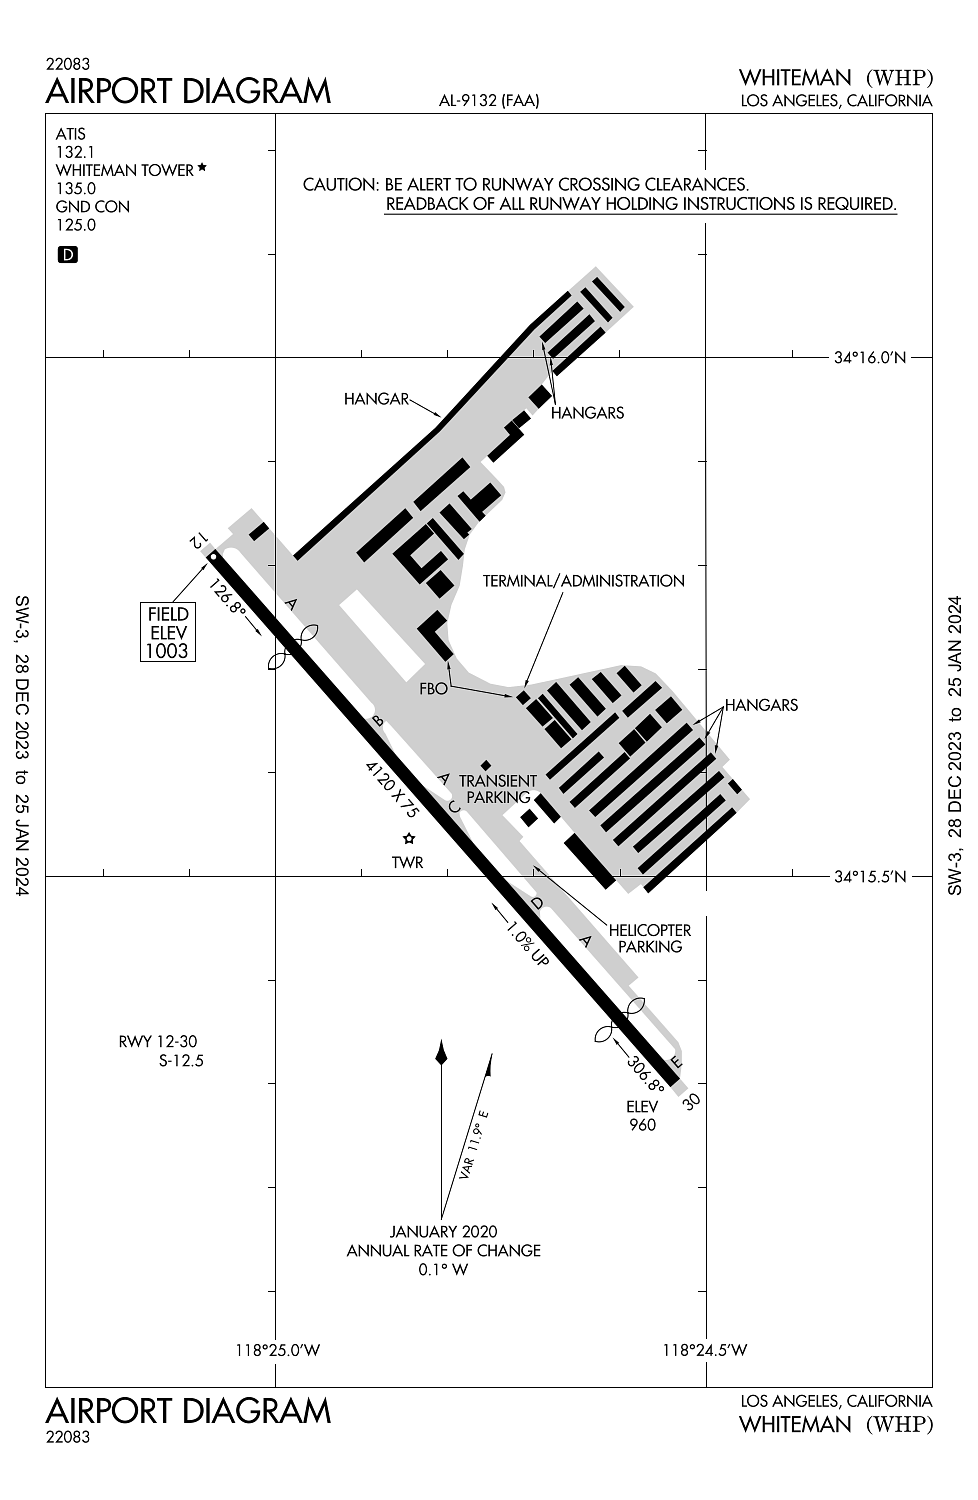 22083
AIRPORT DIAGRAM
AL-9132 (FAA)
WHITEMAN (WHP)
LOS ANGELES, CALIFORNIA
ATIS
132.1
WHITEMAN TOWER ★
135.0
GND CON
125.0
D
CAUTION: BE ALERT TO RUNWAY CROSSING CLEARANCES.
READBACK OF ALL RUNWAY HOLDING INSTRUCTIONS IS REQUIRED.
34°16.0'N
HANGAR
HANGARS
12
TERMINAL/ADMINISTRATION
126.8°
A
FIELD
ELEV
1003
FBO
HANGARS
B
4120 X 75
A
C
TRANSIENT
PARKING
TWR
34°15.5'N
D
HELICOPTER
PARKING
A
1.0% UP
RWY 12-30
S-12.5
E
306.8°
30
ELEV
960
VAR 11.9° E
JANUARY 2020
ANNUAL RATE OF CHANGE
0.1° W
118°25.0'W
118°24.5'W
SW-3, 28 DEC 2023 to 25 JAN 2024
SW-3, 28 DEC 2023 to 25 JAN 2024
AIRPORT DIAGRAM
22083
LOS ANGELES, CALIFORNIA
WHITEMAN (WHP)